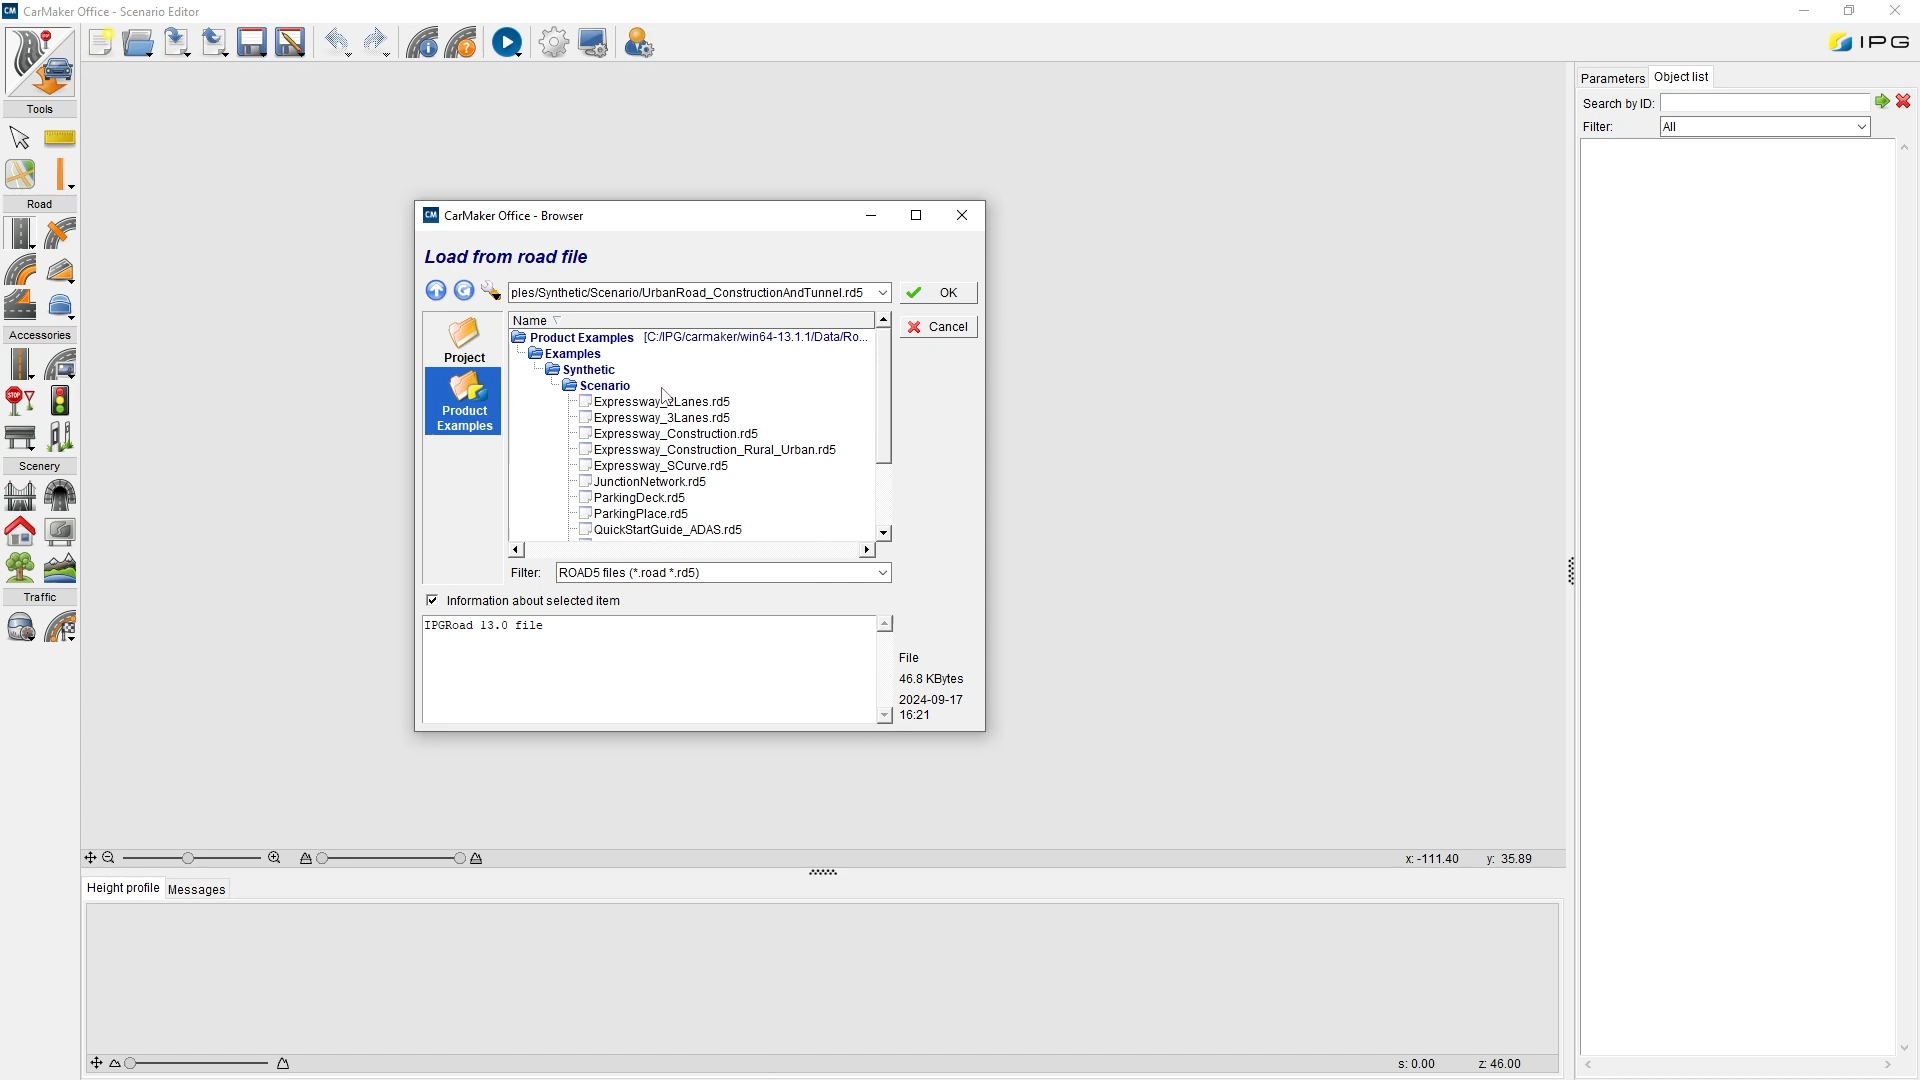 CM CarMaker Office - Scenario Editor
IPG
Tools
Road
Accessories
STOP
Scenery
Traffic
Parameters Object list
Search by ID:
Filter: All
CM CarMaker Office - Browser
Load from road file
ples/Synthetic/Scenario/UrbanRoad_ConstructionAndTunnel.rd5
OK
Cancel
Project
Product Examples
Name
Product Examples [C:/IPG/carmaker/win64-13.1.1/Data/Ro...
Examples
Synthetic
Scenario
Expressway_2Lanes.rd5
Expressway_3Lanes.rd5
Expressway_Construction.rd5
Expressway_Construction_Rural_Urban.rd5
Expressway_SCurve.rd5
JunctionNetwork.rd5
ParkingDeck.rd5
ParkingPlace.rd5
QuickStartGuide_ADAS.rd5
Filter: ROAD5 files (*.road *.rd5)
Information about selected item
IPGRoad 13.0 file
File
46.8 KBytes
2024-09-17
16:21
x: -111.40 y: 35.89
Height profile Messages
s: 0.00 z: 46.00